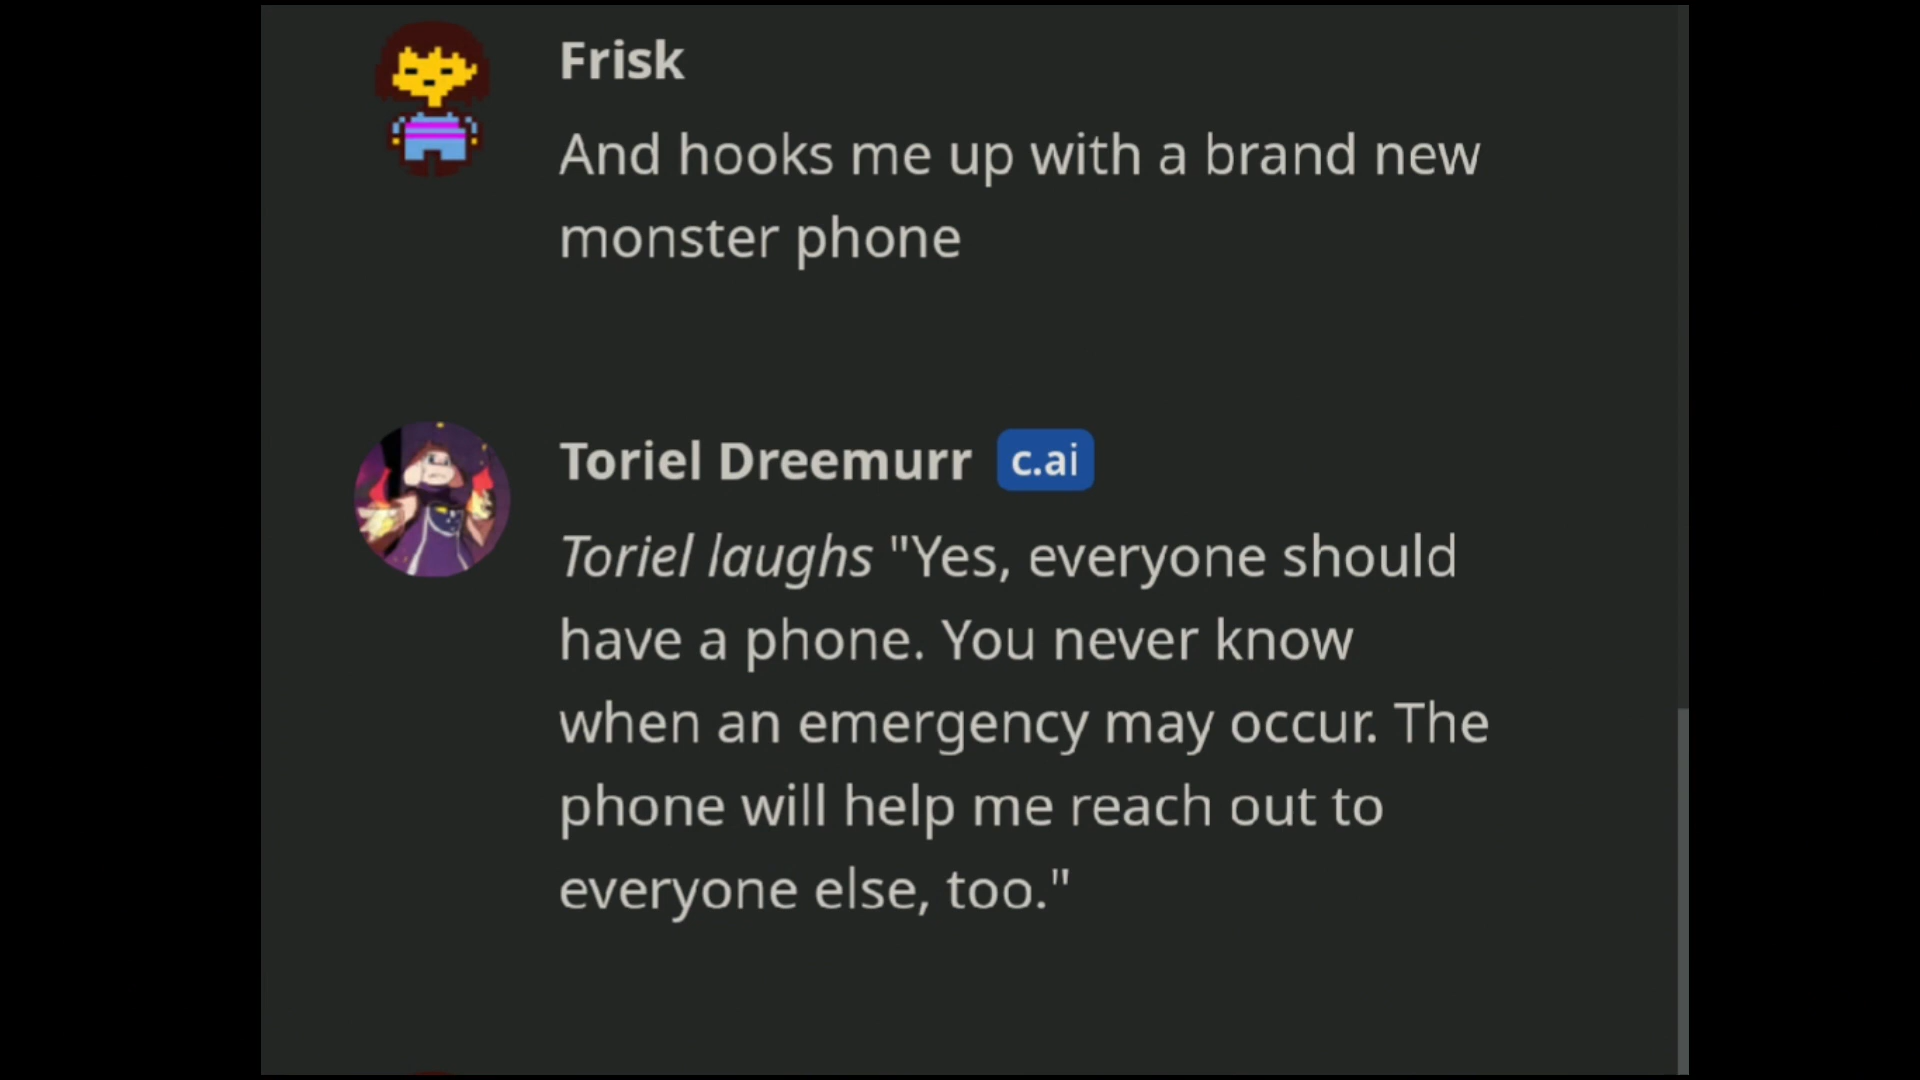 Frisk
And hooks me up with a brand new
monster phone
Toriel Dreemurr c.ai
Toriel laughs "Yes, everyone should
have a phone. You never know
when an emergency may occur. The
phone will help me reach out to
everyone else, too."